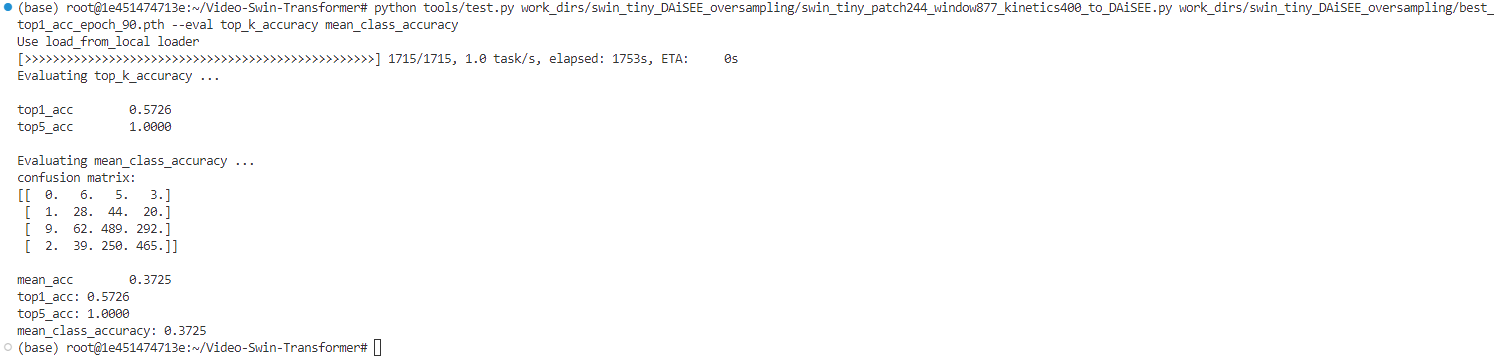 (base) root@1e451474713e:~/Video-Swin-Transformer# python tools/test.py work_dirs/swin_tiny_DAiSEE_oversampling/swin_tiny_patch244_window877_kinetics400_to_DAiSEE.py work_dirs/swin_tiny_DAiSEE_oversampling/best_
top1_acc_epoch_90.pth --eval top_k_accuracy mean_class_accuracy
Use load_from_local loader
[>>>>>>>>>>>>>>>>>>>>>>>>>>>>>>>>>>>>>>>>>>>>>>>>>>] 1715/1715, 1.0 task/s, elapsed: 1753s, ETA:     0s
Evaluating top_k_accuracy ...
top1_acc        0.5726
top5_acc        1.0000
Evaluating mean_class_accuracy ...
confusion matrix:
[[  0.   6.   5.   3.]
 [  1.  28.  44.  20.]
 [  9.  62. 489. 292.]
 [  2.  39. 250. 465.]]
mean_acc        0.3725
top1_acc: 0.5726
top5_acc: 1.0000
mean_class_accuracy: 0.3725
(base) root@1e451474713e:~/Video-Swin-Transformer#